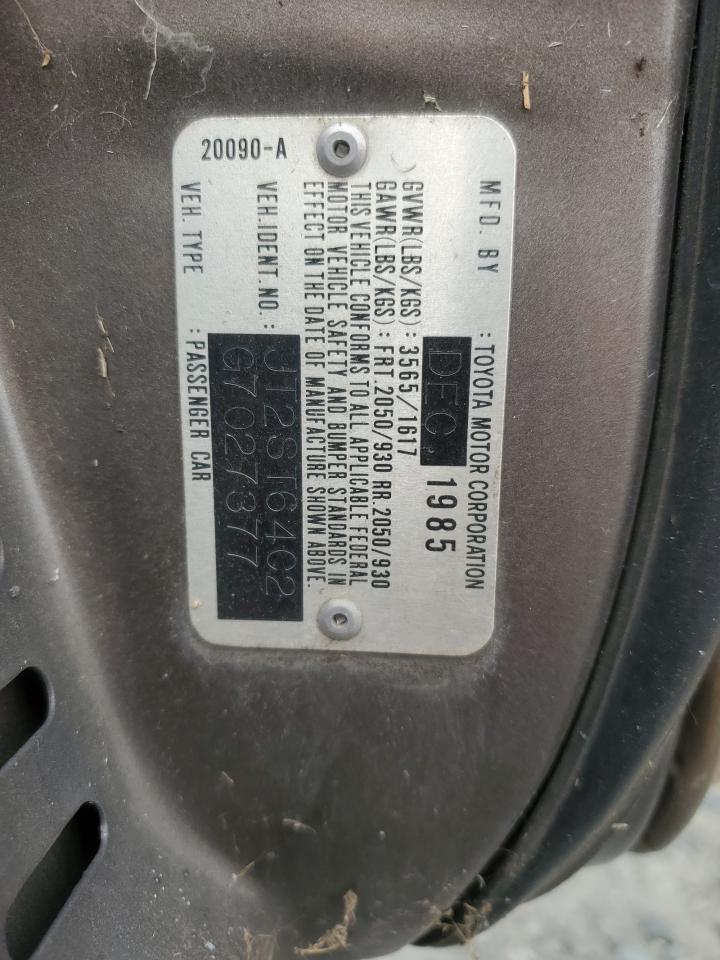 MFD. BY : TOYOTA MOTOR CORPORATION
DEC. 1985
GVWR(LBS/KGS) : 3565/1617
GAWR(LBS/KGS) : FRT 2050/930 RR. 2050/930
THIS VEHICLE CONFORMS TO ALL APPLICABLE FEDERAL
MOTOR VEHICLE SAFETY AND BUMPER STANDARDS IN
EFFECT ON THE DATE OF MANUFACTURE SHOWN ABOVE.
VEH. IDENT. NO. : JT2ST64C2
G7027377
VEH. TYPE : PASSENGER CAR
20090-A